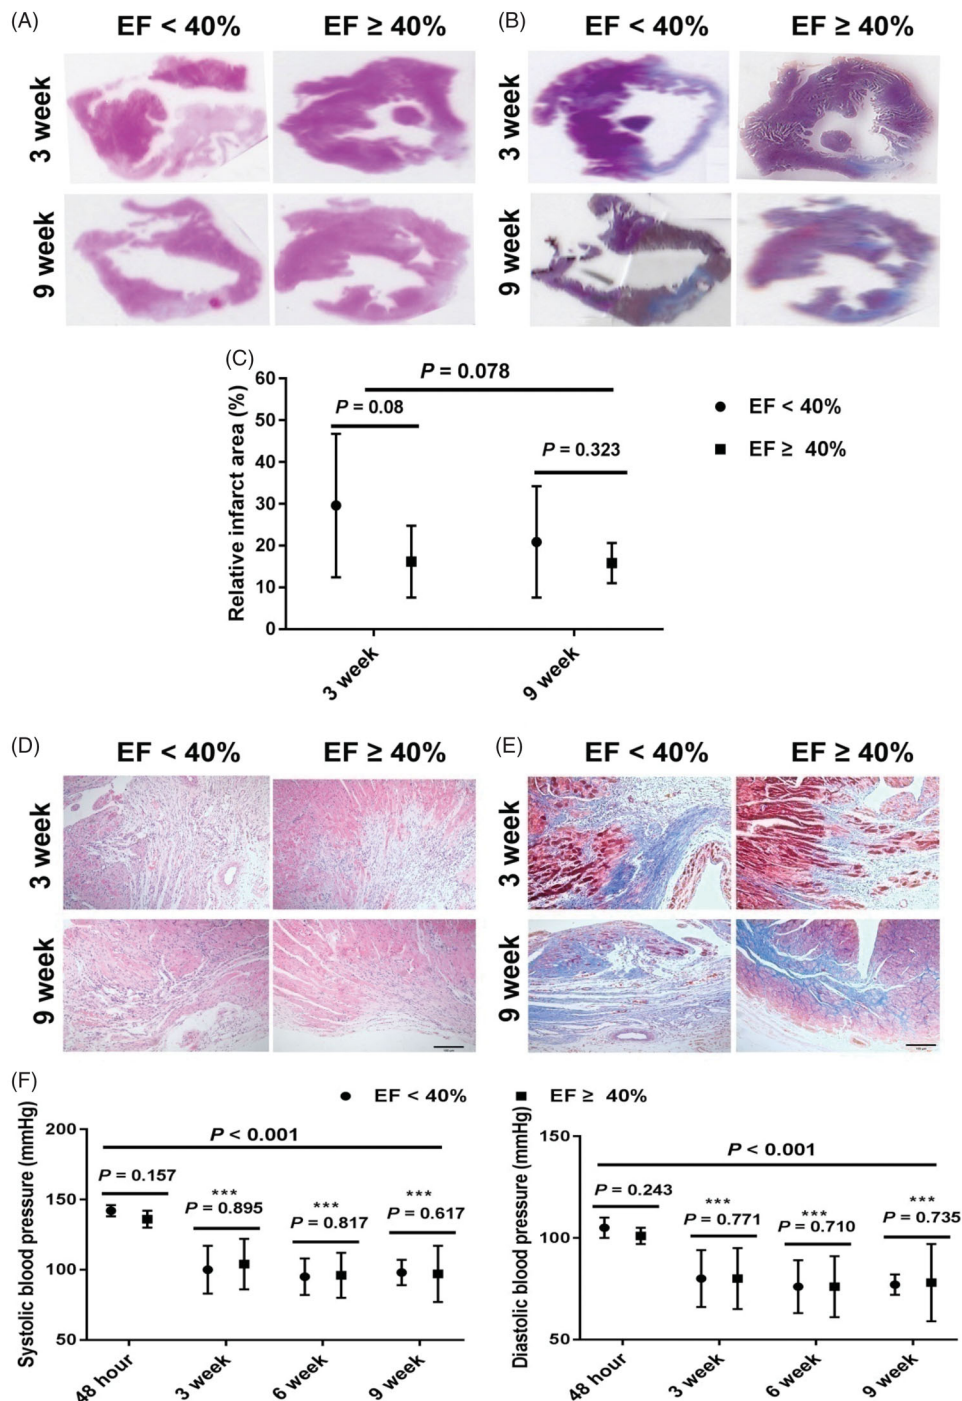 (A) EF < 40% EF ≥ 40%
3 week
9 week
(B) EF < 40% EF ≥ 40%
3 week
9 week
(C)
P = 0.078
P = 0.08
P = 0.323
EF < 40%
EF ≥ 40%
Relative infarct area (%)
60
50
40
30
20
10
0
3 week 9 week
(D) EF < 40% EF ≥ 40%
3 week
9 week
(E) EF < 40% EF ≥ 40%
3 week
9 week
(F)
EF < 40% EF ≥ 40%
Systolic blood pressure (mmHg)
200
150
100
50
P < 0.001
P = 0.157
***
P = 0.895
***
P = 0.817
***
P = 0.617
48 hour 3 week 6 week 9 week
Diastolic blood pressure (mmHg)
150
100
50
P < 0.001
P = 0.243
***
P = 0.771
***
P = 0.710
***
P = 0.735
48 hour 3 week 6 week 9 week